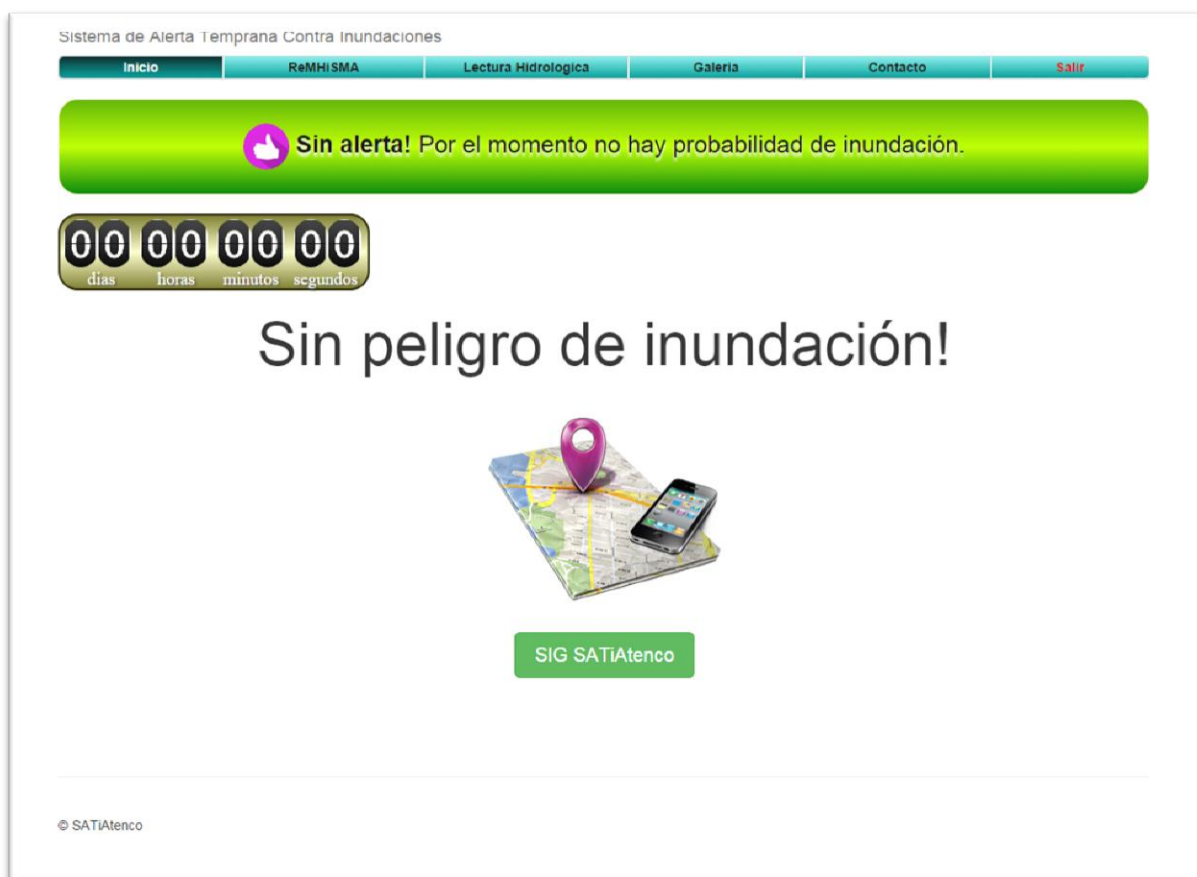 Sistema de Alerta Temprana Contra Inundaciones
Inicio ReMHiSMA Lectura Hidrologica Galeria Contacto Salir
Sin alerta! Por el momento no hay probabilidad de inundación.
00 00 00 00
dias horas minutos segundos
Sin peligro de inundación!
SIG SATiAtenco
© SATiAtenco